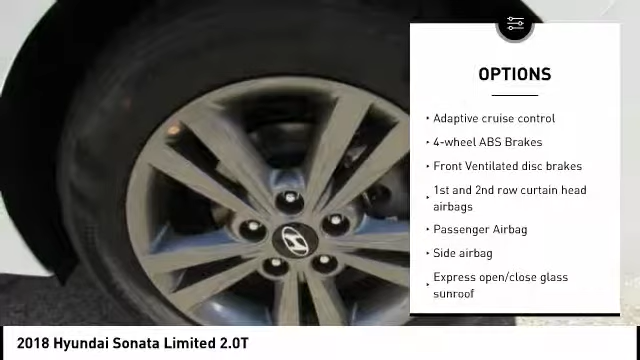 OPTIONS
• Adaptive cruise control
• 4-wheel ABS Brakes
• Front Ventilated disc brakes
• 1st and 2nd row curtain head
airbags
• Passenger Airbag
• Side airbag
• Express open/close glass
sunroof
2018 Hyundai Sonata Limited 2.0T